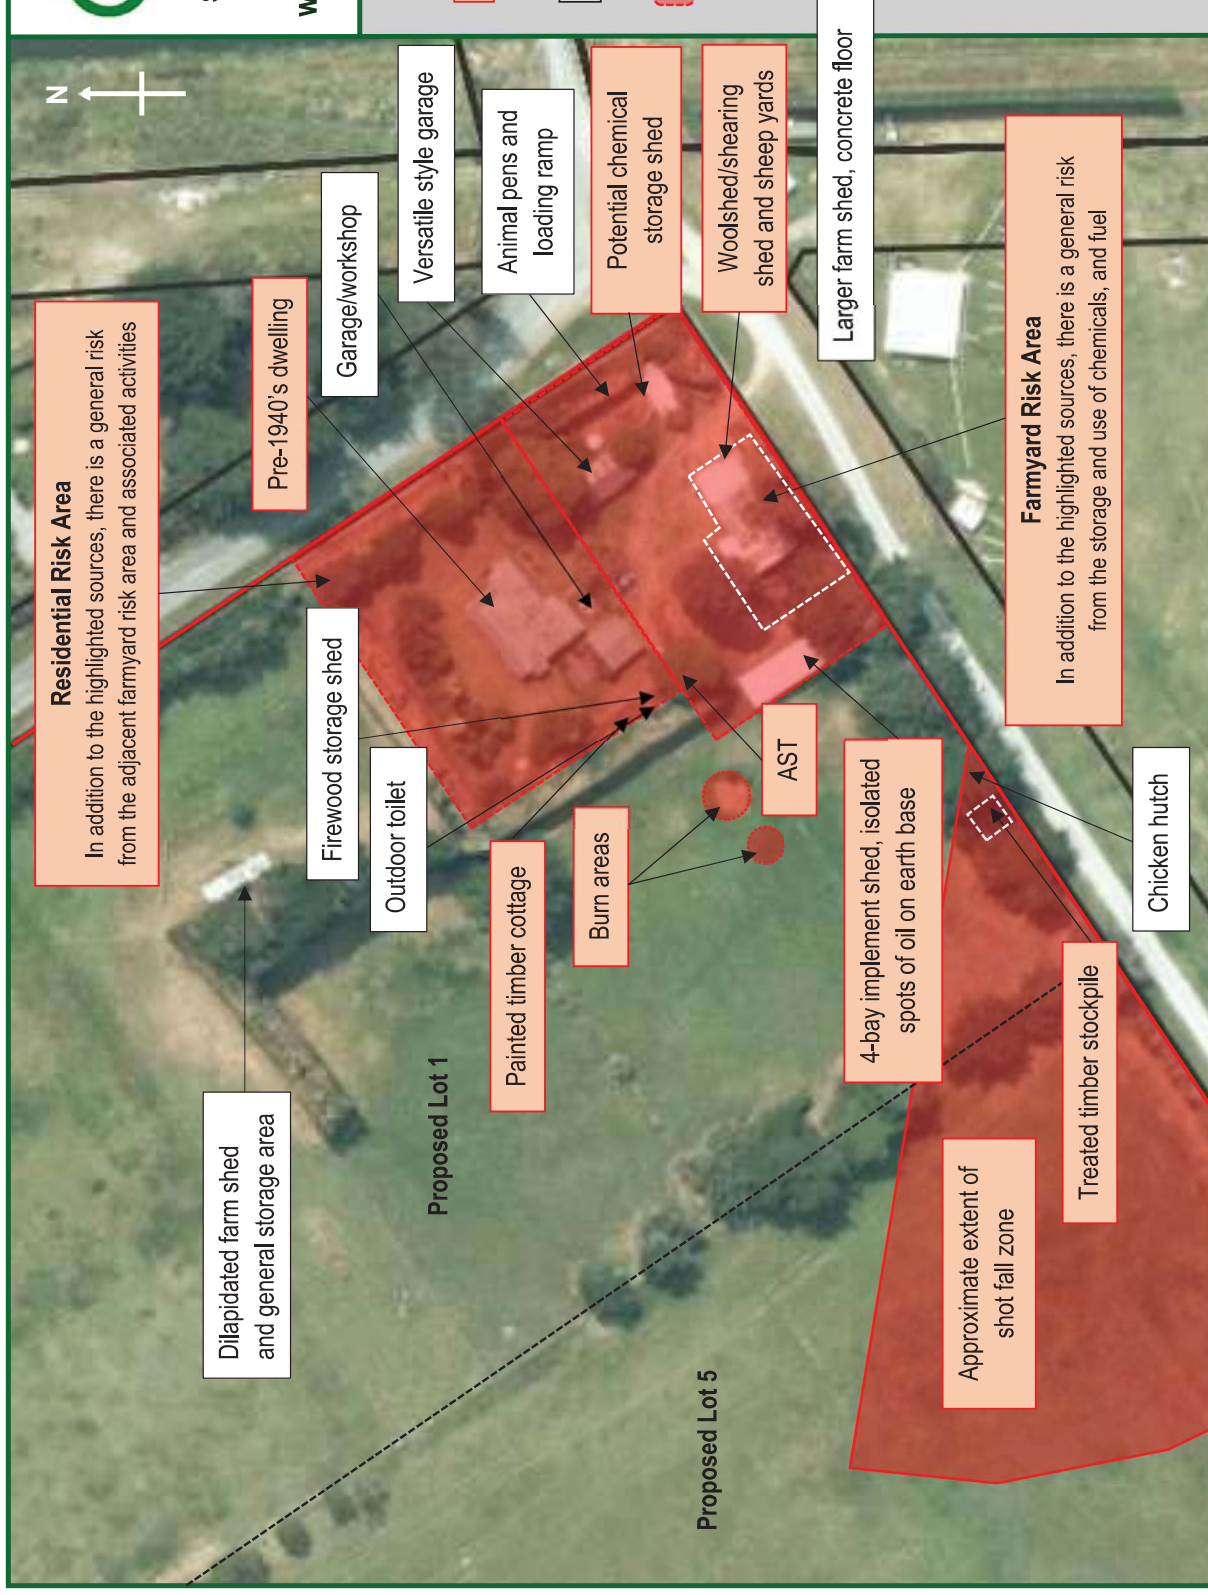 N
Residential Risk Area
In addition to the highlighted sources, there is a general risk
from the adjacent farmyard risk area and associated activities
Pre-1940's dwelling
Garage/workshop
Versatile style garage
Animal pens and
loading ramp
Potential chemical
storage shed
Woolshed/shearing
shed and sheep yards
Larger farm shed, concrete floor
Farmyard Risk Area
In addition to the highlighted sources, there is a general risk
from the storage and use of chemicals, and fuel
Firewood storage shed
Outdoor toilet
Painted timber cottage
Burn areas
AST
4-bay implement shed, isolated
spots of oil on earth base
Chicken hutch
Treated timber stockpile
Approximate extent of
shot fall zone
Dilapidated farm shed
and general storage area
Proposed Lot 1
Proposed Lot 5